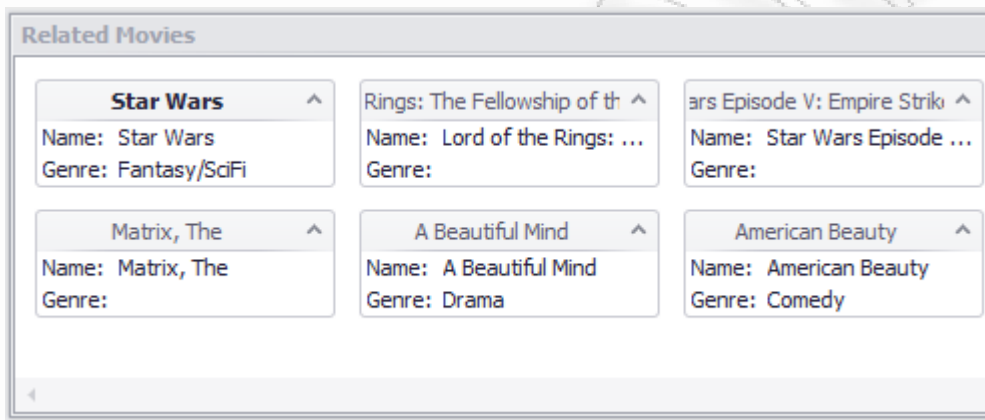 Related Movies
Star Wars
Name: Star Wars
Genre: Fantasy/SciFi
Rings: The Fellowship of th
Name: Lord of the Rings: ...
Genre:
ars Episode V: Empire Strik
Name: Star Wars Episode ...
Genre:
Matrix, The
Name: Matrix, The
Genre:
A Beautiful Mind
Name: A Beautiful Mind
Genre: Drama
American Beauty
Name: American Beauty
Genre: Comedy